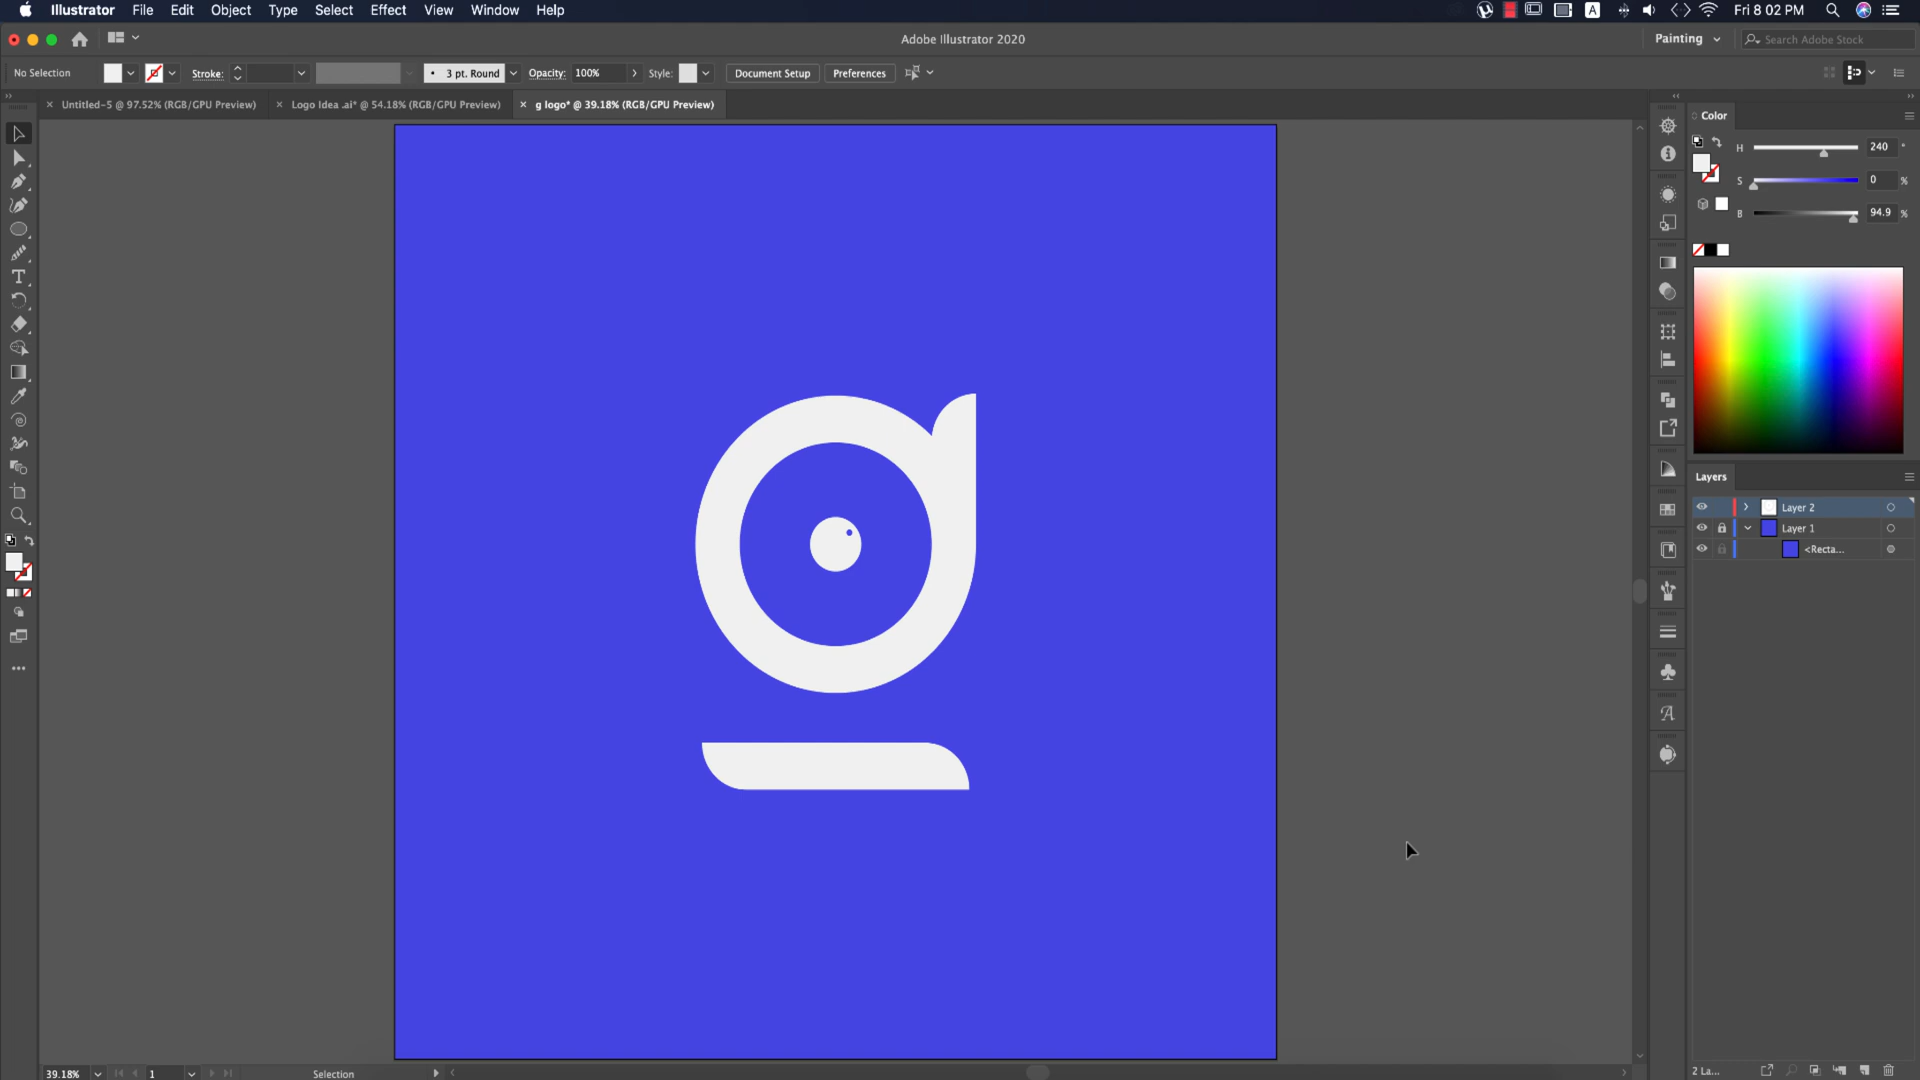 Illustrator File Edit Object Type Select Effect View Window Help
A Fri 8 02 PM
Adobe Illustrator 2020
Painting
Search Adobe Stock
No Selection Stroke: 3 pt. Round Opacity: 100% Style: Document Setup Preferences
Untitled-5 @ 97.52% (RGB/GPU Preview)
Logo Idea .ai* @ 54.18% (RGB/GPU Preview)
g logo* @ 39.18% (RGB/GPU Preview)
Color
H 240 °
S 0 %
B 94.9 %
g
Layers
Layer 2
Layer 1
<Recta...
39.18% 1 Selection
2 La...